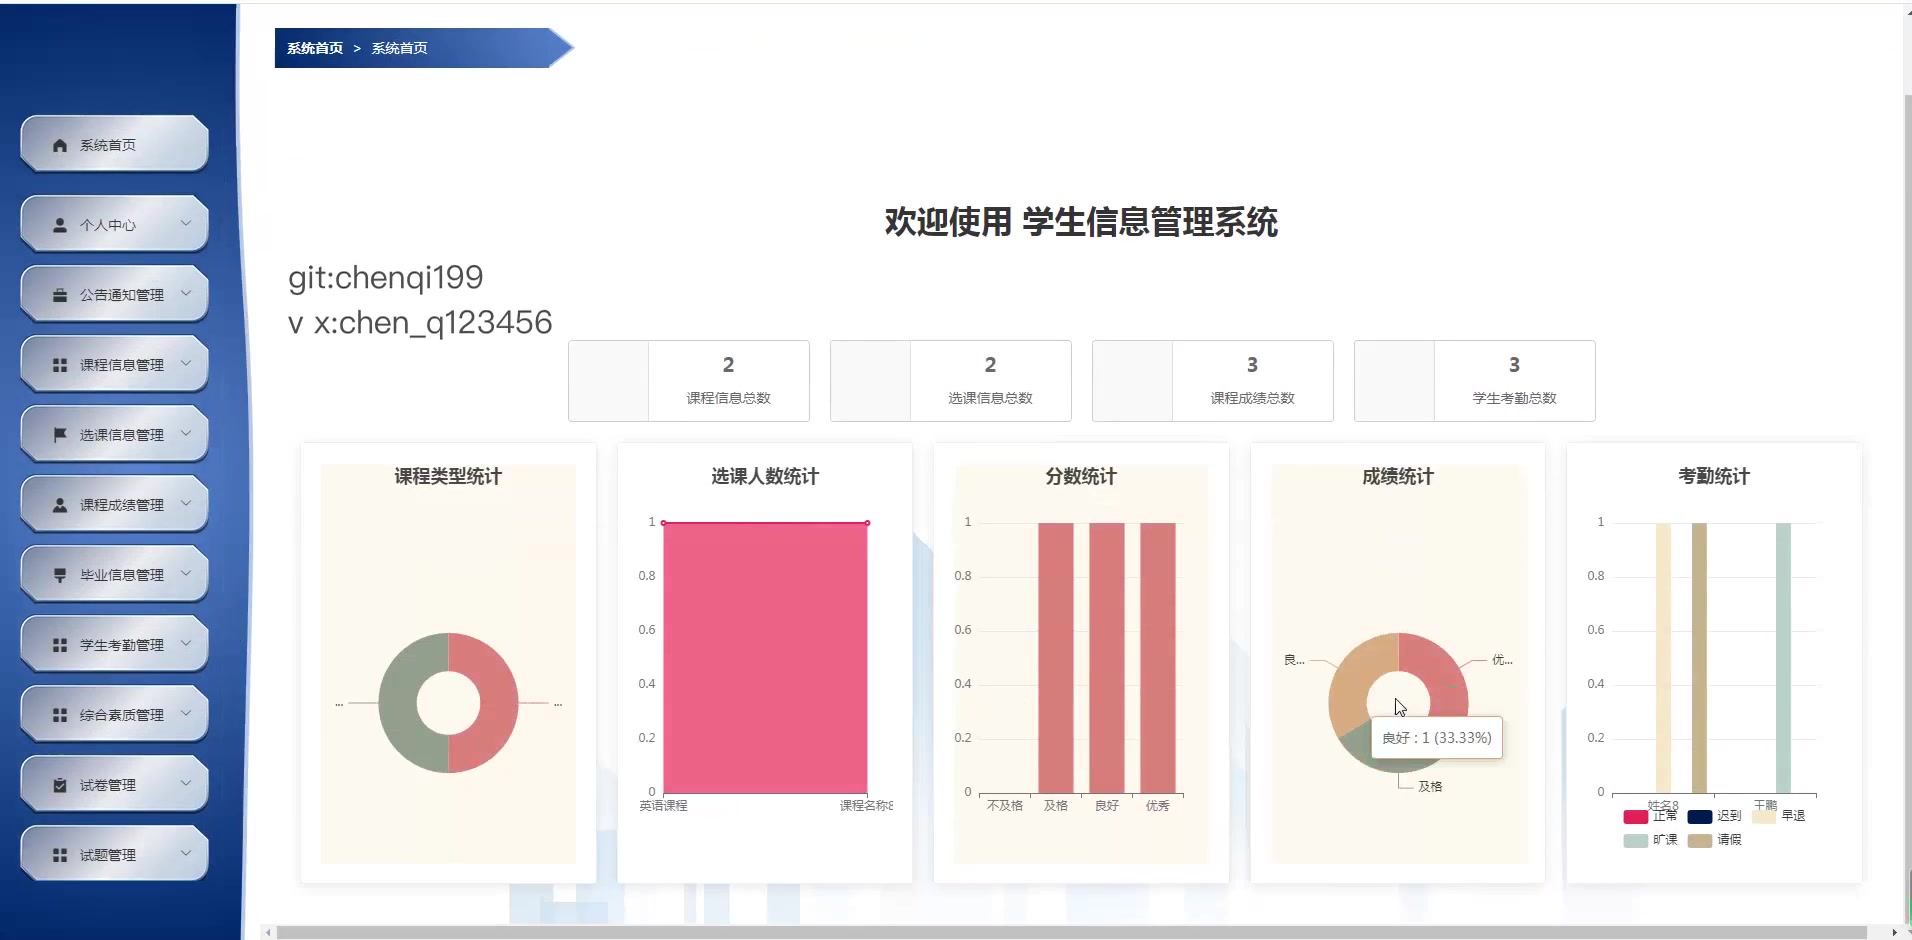 系统首页 > 系统首页
系统首页
个人中心
公告通知管理
课程信息管理
选课信息管理
课程成绩管理
毕业信息管理
学生考勤管理
综合素质管理
试卷管理
试题管理
欢迎使用 学生信息管理系统
git:chenqi199
v x:chen_q123456
2
课程信息总数
2
选课信息总数
3
课程成绩总数
3
学生考勤总数
课程类型统计
...
...
选课人数统计
1
0.8
0.6
0.4
0.2
0
英语课程
课程名称8
分数统计
1
0.8
0.6
0.4
0.2
0
不及格
及格
良好
优秀
成绩统计
良...
优...
良好 : 1 (33.33%)
及格
考勤统计
1
0.8
0.6
0.4
0.2
0
姓名8
王鹏
正常
迟到
早退
旷课
请假